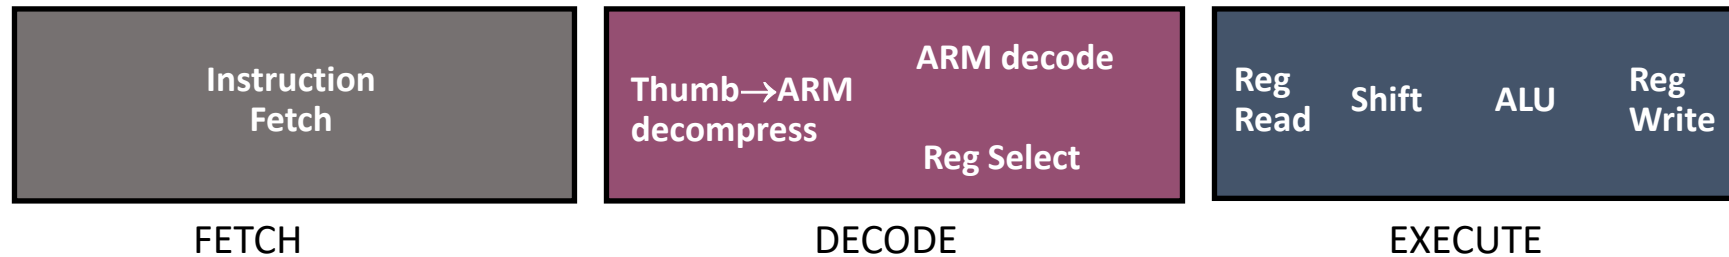 Instruction
Fetch
Thumb→ARM
decompress
ARM decode
Reg Select
Reg
Read
Shift
ALU
Reg
Write
FETCH
DECODE
EXECUTE